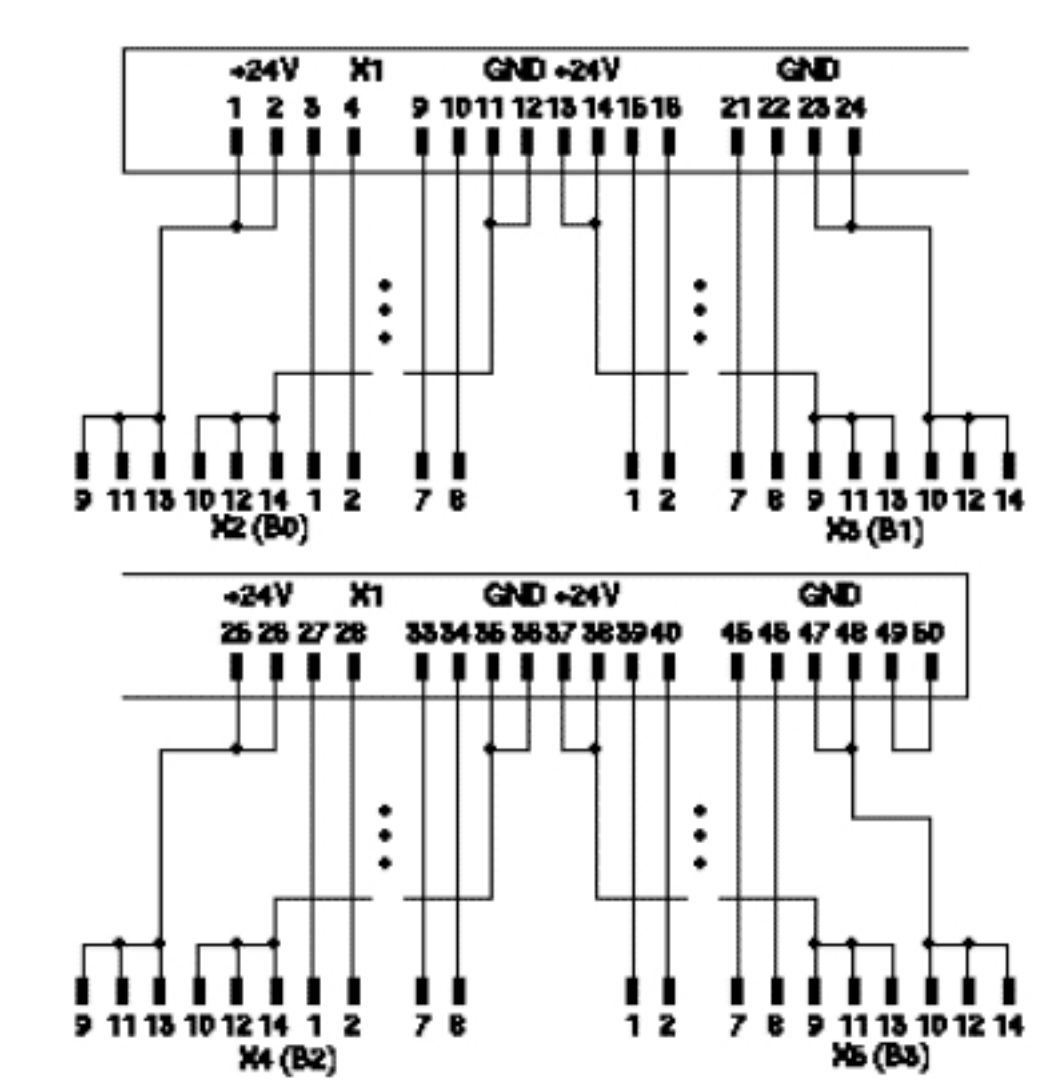 +24V X1 GND +24V GND
1 2 3 4 9 10 11 12 13 14 15 16 21 22 23 24
9 11 13 10 12 14 1 2 7 8 1 2 7 8 9 11 13 10 12 14
X2 (B0) X3 (B1)
+24V X1 GND +24V GND
25 26 27 28 33 34 35 36 37 38 39 40 45 46 47 48 49 50
9 11 13 10 12 14 1 2 7 8 1 2 7 8 9 11 13 10 12 14
X4 (B2) X5 (B3)